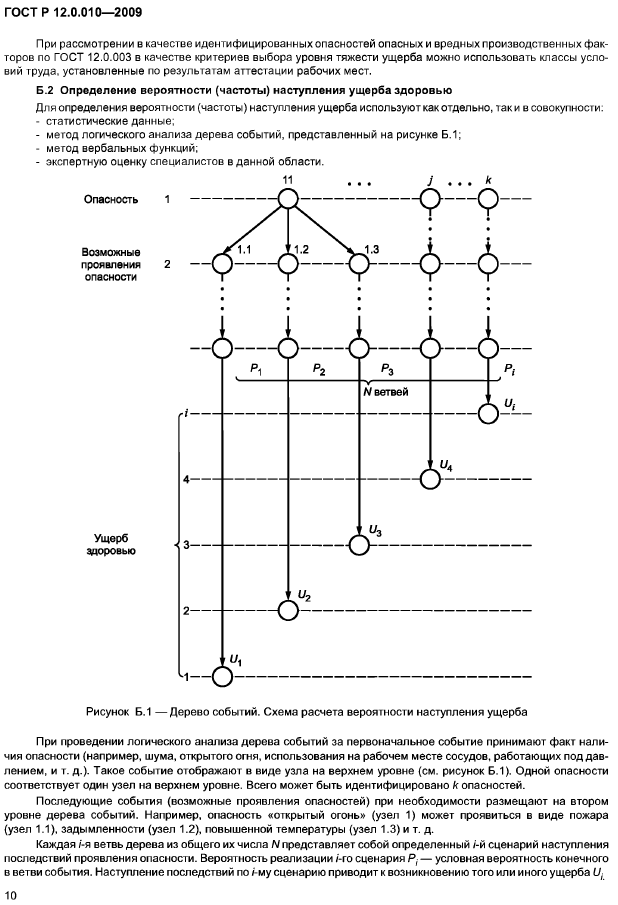 ГОСТ Р 12.0.010—2009
При рассмотрении в качестве идентифицированных опасностей опасных и вредных производственных фак-
торов по ГОСТ 12.0.003 в качестве критериев выбора уровня тяжести ущерба можно использовать классы усло-
вий труда, установленные по результатам аттестации рабочих мест.
Б.2 Определение вероятности (частоты) наступления ущерба здоровью
Для определения вероятности (частоты) наступления ущерба используют как отдельно, так и в совокупности:
- статистические данные;
- метод логического анализа дерева событий, представленный на рисунке Б.1;
- метод вербальных функций;
- экспертную оценку специалистов в данной области.
11 • • • j • • • k
Опасность 1
1.1 1.2 1.3
Возможные
проявления 2
опасности
P1 P2 P3 Pi
N ветвей
Ui
i
U4
4
U3
Ущерб
здоровью
3
U2
2
U1
1
Рисунок Б.1 — Дерево событий. Схема расчета вероятности наступления ущерба
При проведении логического анализа дерева событий за первоначальное событие принимают факт нали-
чия опасности (например, шума, открытого огня, использования на рабочем месте сосудов, работающих под дав-
лением, и т. д.). Такое событие отображают в виде узла на верхнем уровне (см. рисунок Б.1). Одной опасности
соответствует один узел на верхнем уровне. Всего может быть идентифицировано k опасностей.
Последующие события (возможные проявления опасностей) при необходимости размещают на втором
уровне дерева событий. Например, опасность «открытый огонь» (узел 1) может проявиться в виде пожара
(узел 1.1), задымленности (узел 1.2), повышенной температуры (узел 1.3) и т. д.
Каждая i-я ветвь дерева из общего их числа N представляет собой определенный i-й сценарий наступления
последствий проявления опасности. Вероятность реализации i-го сценария Pi — условная вероятность конечного
в ветви события. Наступление последствий по i-му сценарию приводит к возникновению того или иного ущерба Ui.
10